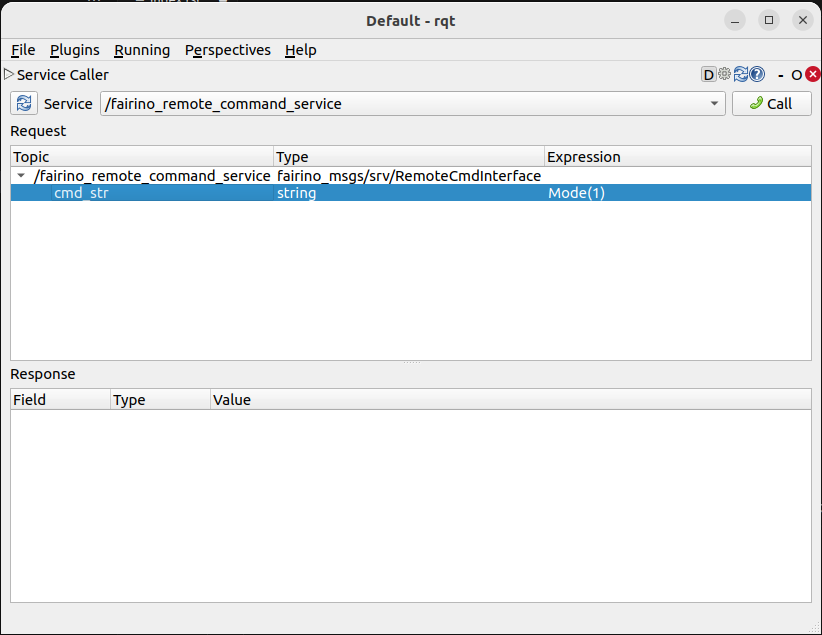 Default - rqt
File Plugins Running Perspectives Help
Service Caller D - O
Service /fairino_remote_command_service Call
Request
Topic Type Expression
/fairino_remote_command_service fairino_msgs/srv/RemoteCmdInterface
cmd_str string Mode(1)
Response
Field Type Value